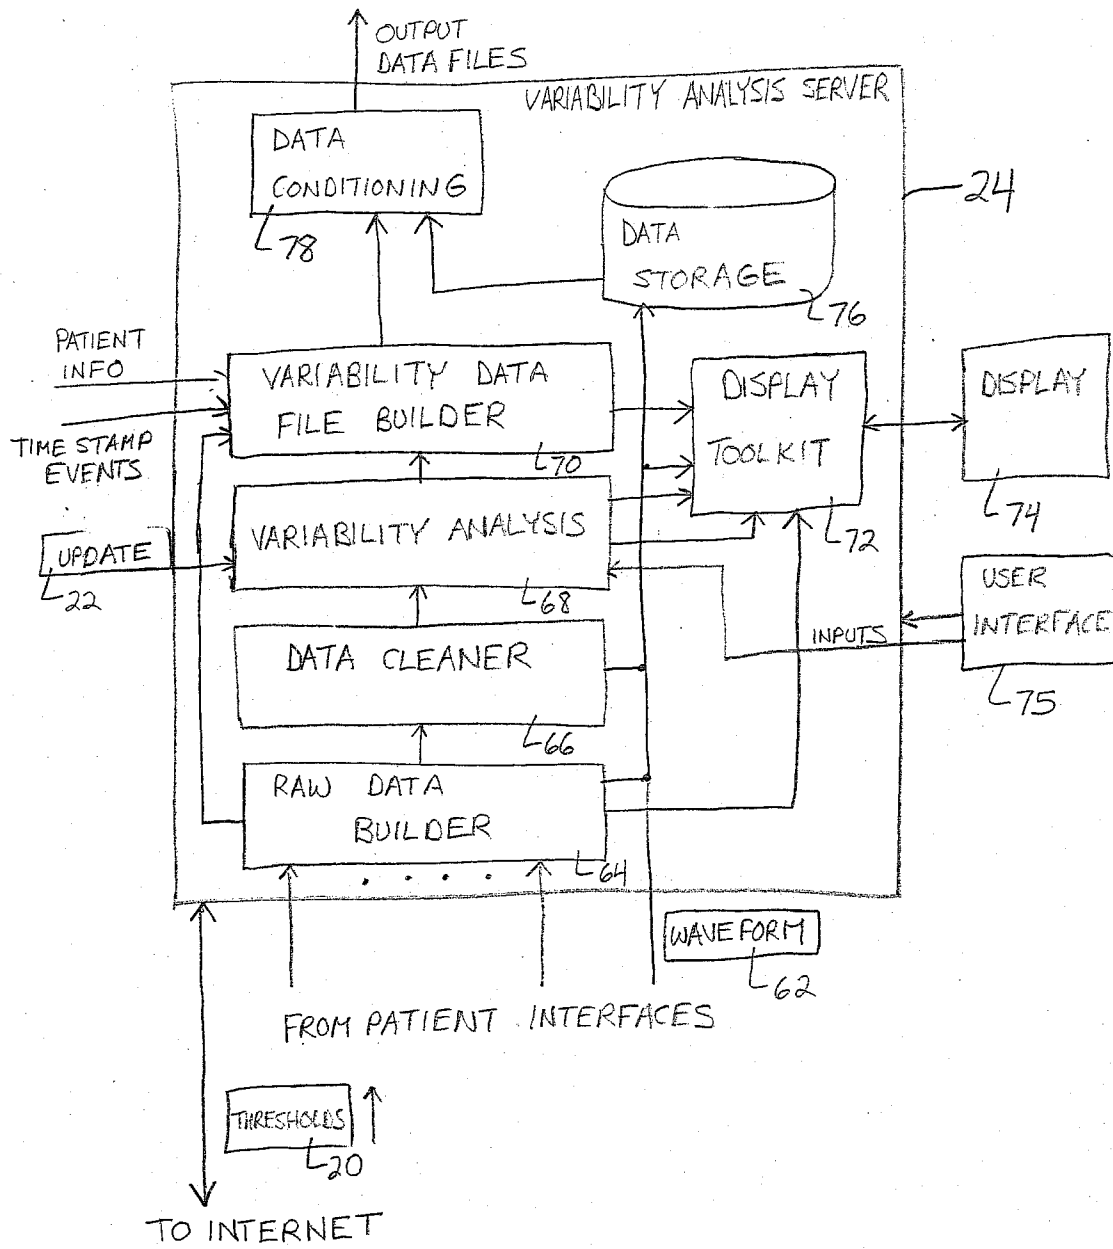 OUTPUT
DATA FILES
VARIABILITY ANALYSIS SERVER
24
DATA
CONDITIONING
78
DATA
STORAGE
76
PATIENT
INFO
TIME STAMP
EVENTS
VARIABILITY DATA
FILE BUILDER
70
DISPLAY
TOOLKIT
72
DISPLAY
74
UPDATE
22
VARIABILITY ANALYSIS
68
USER
INTERFACE
75
INPUTS
DATA CLEANER
66
RAW DATA
BUILDER
64
WAVEFORM
62
FROM PATIENT INTERFACES
THRESHOLDS
20
TO INTERNET